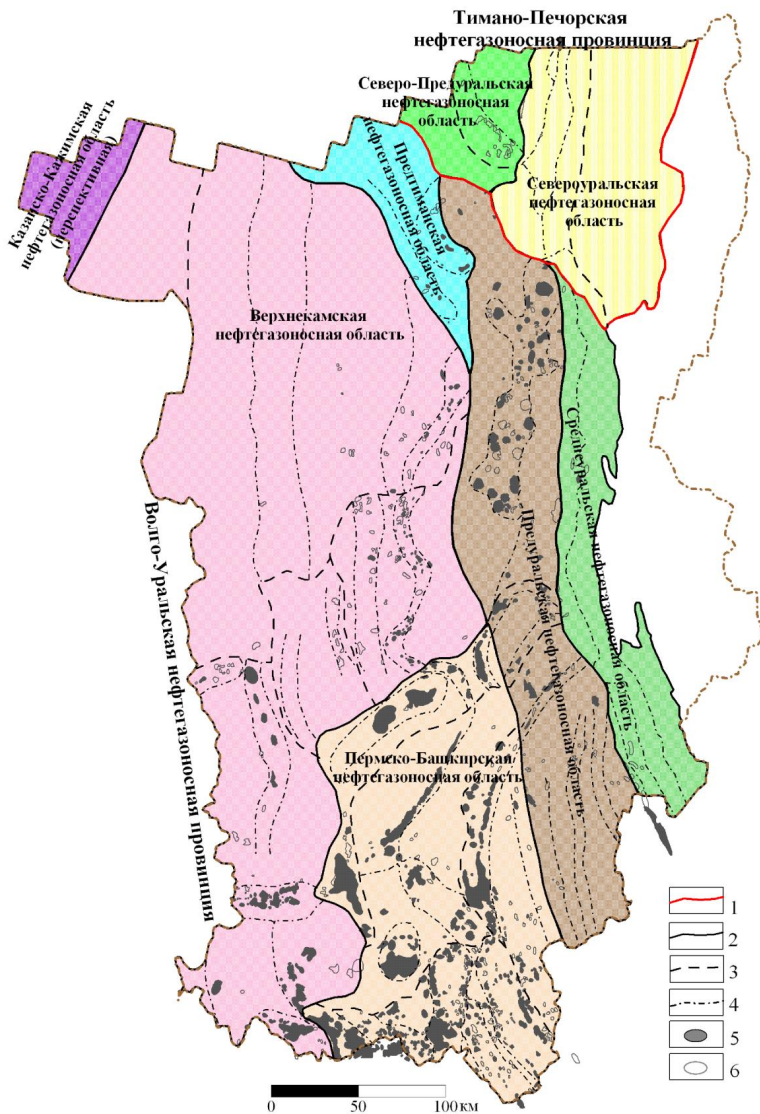 Тимано-Печорская
нефтегазоносная провинция
Северо-Предуральская
нефтегазоносная
область
Казанско-Кажимская
нефтегазоносная область
(перспективная)
Предтиманская
нефтегазоносная область
Североуральская
нефтегазоносная
область
Верхнекамская
нефтегазоносная область
Среднеуральская нефтегазоносная область
Волго-Уральская нефтегазоносная провинция
Предуральская нефтегазоносная область
Пермско-Башкирская
нефтегазоносная область
1
2
3
4
5
6
0 50 100 км